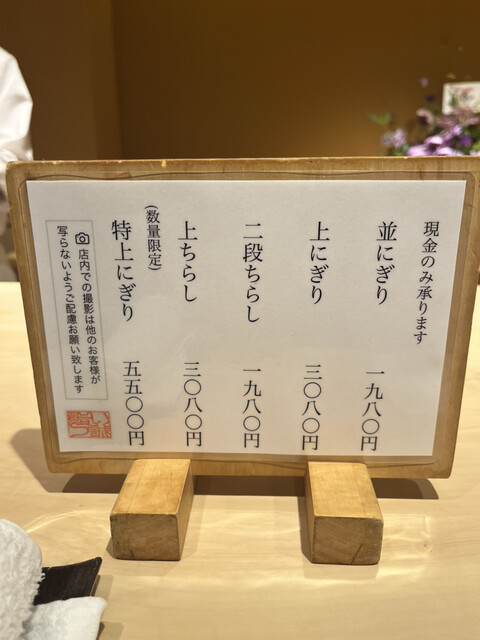 現金のみ承ります
並にぎり 一九八〇円
上にぎり 三〇八〇円
二段ちらし 一九八〇円
上ちらし 三〇八〇円
(数量限定)
特上にぎり 五五〇〇円
店内での撮影は他のお客様が
写らないようご配慮お願い致します